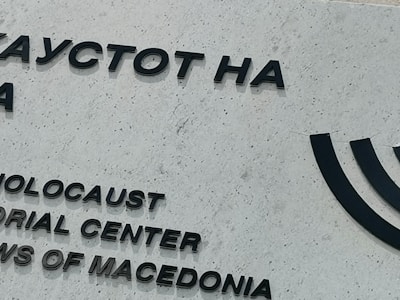 КАУСТОТ НА
А
HOLOCAUST
ORIAL CENTER
WS OF MACEDONIA